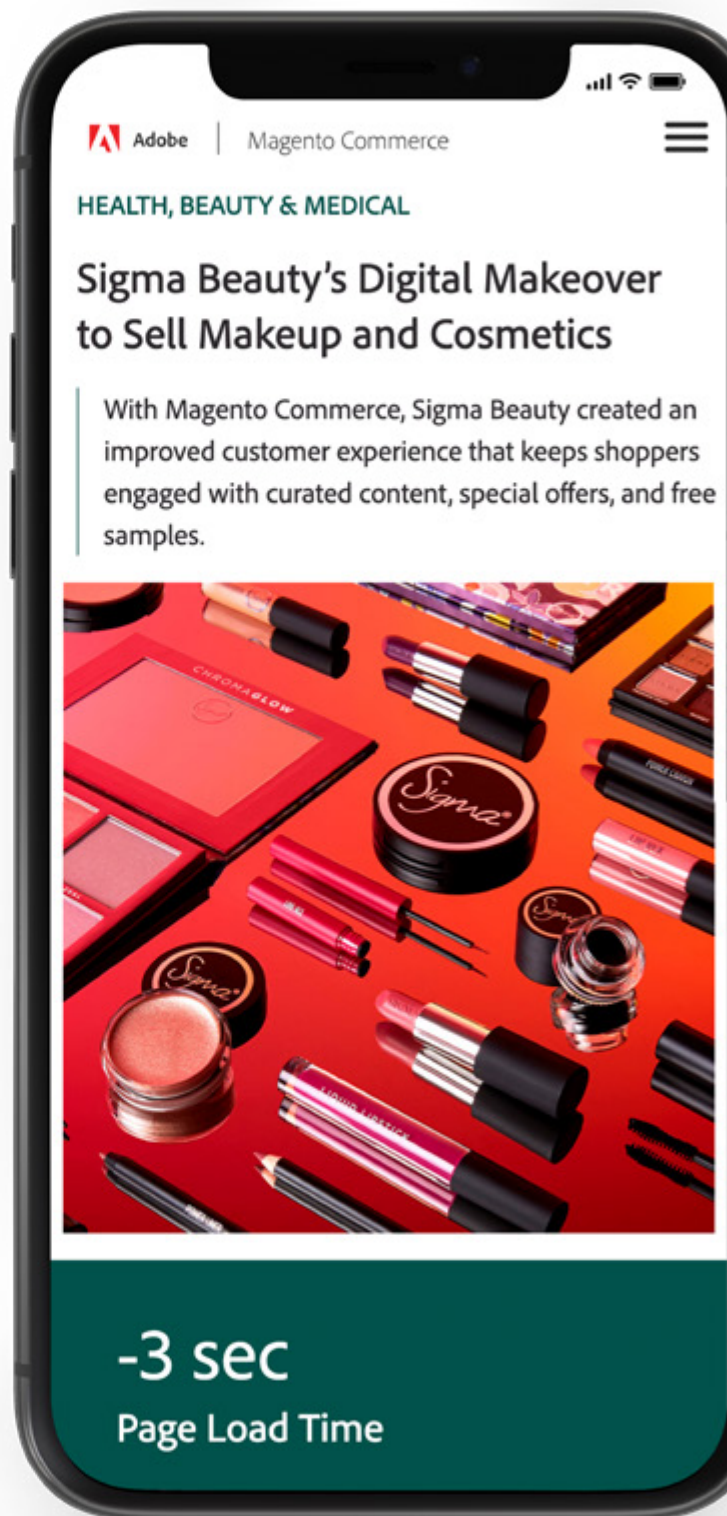 Adobe | Magento Commerce
HEALTH, BEAUTY & MEDICAL
Sigma Beauty’s Digital Makeover
to Sell Makeup and Cosmetics
With Magento Commerce, Sigma Beauty created an
improved customer experience that keeps shoppers
engaged with curated content, special offers, and free
samples.
CHROMAGLOW
Sigma
POWER CRAYON
Sigma
Sigma
LIQUID LIPSTICK
-3 sec
Page Load Time